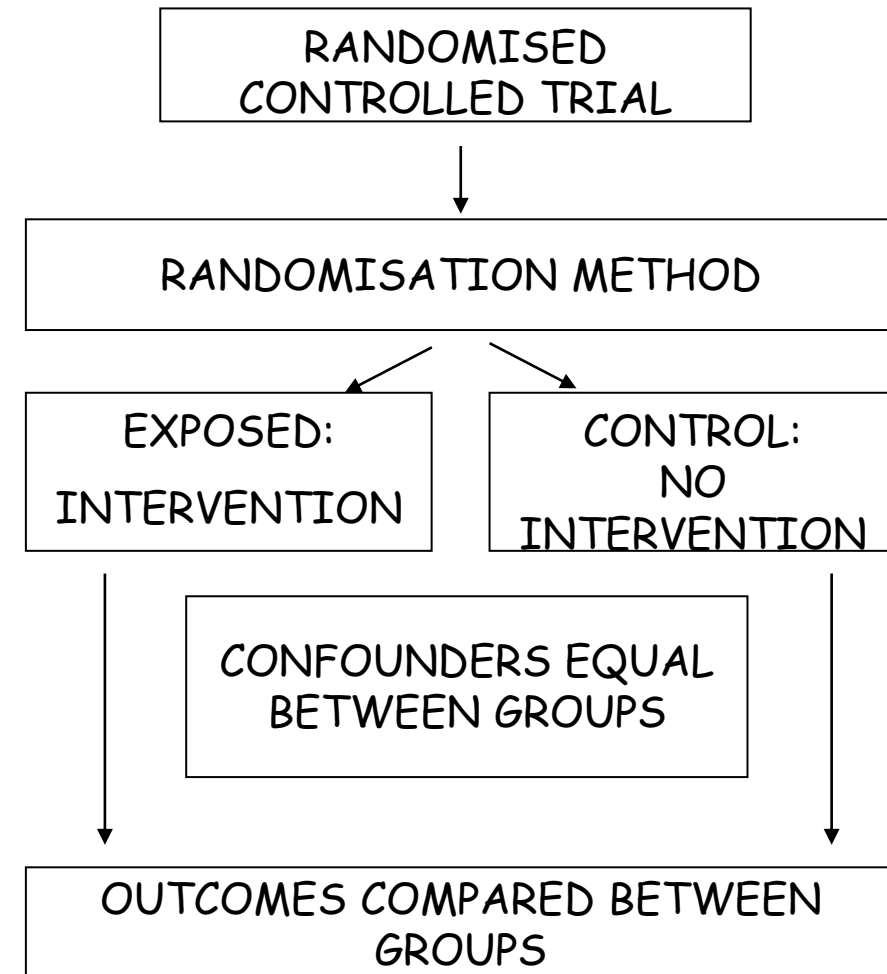 RANDOMISED
CONTROLLED TRIAL
RANDOMISATION METHOD
EXPOSED:
INTERVENTION
CONTROL:
NO
INTERVENTION
CONFOUNDERS EQUAL
BETWEEN GROUPS
OUTCOMES COMPARED BETWEEN
GROUPS